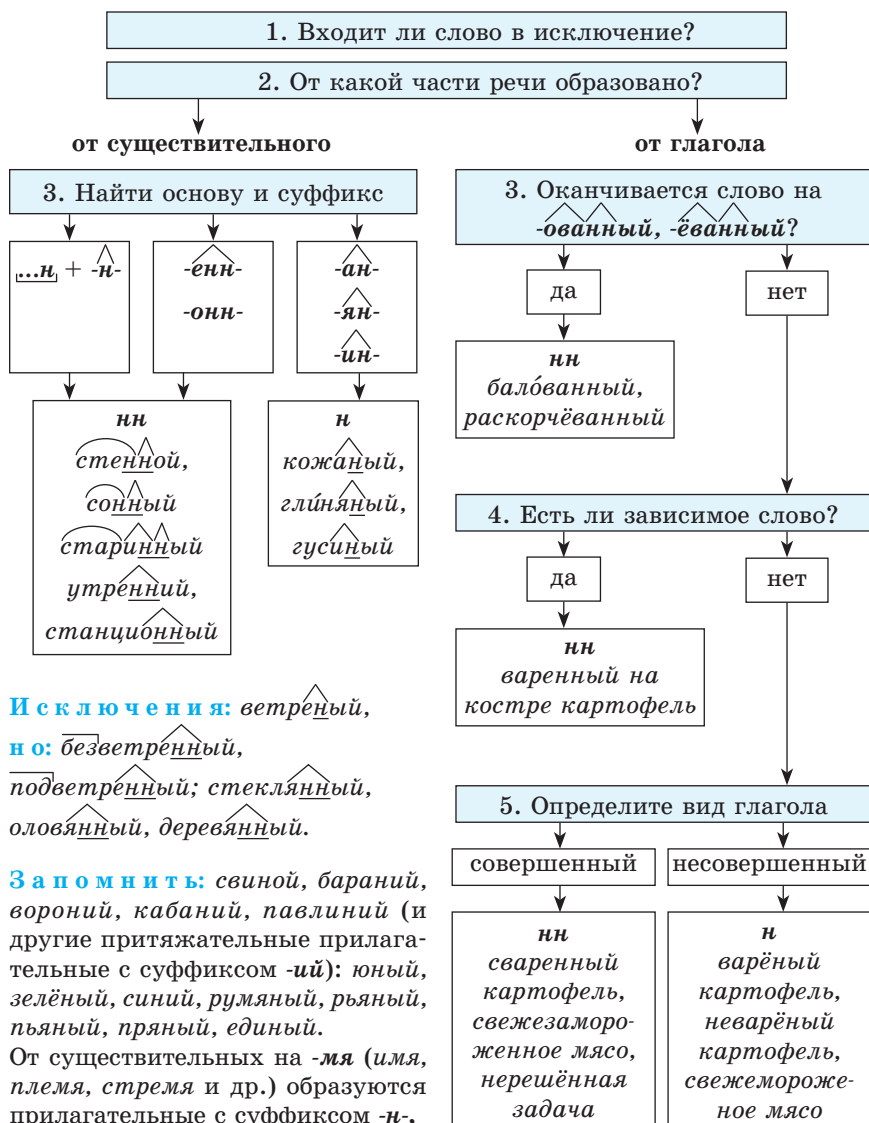 1. Входит ли слово в исключение?
2. От какой части речи образовано?
от существительного
3. Найти основу и суффикс
...н + -н-
-енн-
-онн-
-ан-
-ян-
-ин-
нн
стенной,
сонный
старинный
утренний,
станционный
н
кожаный,
гли́няный,
гусиный
от глагола
3. Оканчивается слово на
-ованный, -ёванный?
да
нет
нн
бало́ванный,
раскорчёванный
4. Есть ли зависимое слово?
да
нет
нн
варенный на
костре картофель
5. Определите вид глагола
совершенный
несовершенный
нн
сваренный
картофель,
свежезаморо-
женное мясо,
нерешённая
задача
н
варёный
картофель,
неварёный
картофель,
свежемороже-
ное мясо
Исключения: ветреный,
но: безветренный,
подветренный; стеклянный,
оловянный, деревянный.
Запомнить: свиной, бараний,
вороний, кабаний, павлиний (и
другие притяжательные прилага-
тельные с суффиксом -ий): юный,
зелёный, синий, румяный, рьяный,
пьяный, пряный, единый.
От существительных на -мя (имя,
племя, стремя и др.) образуются
прилагательные с суффиксом -н-,